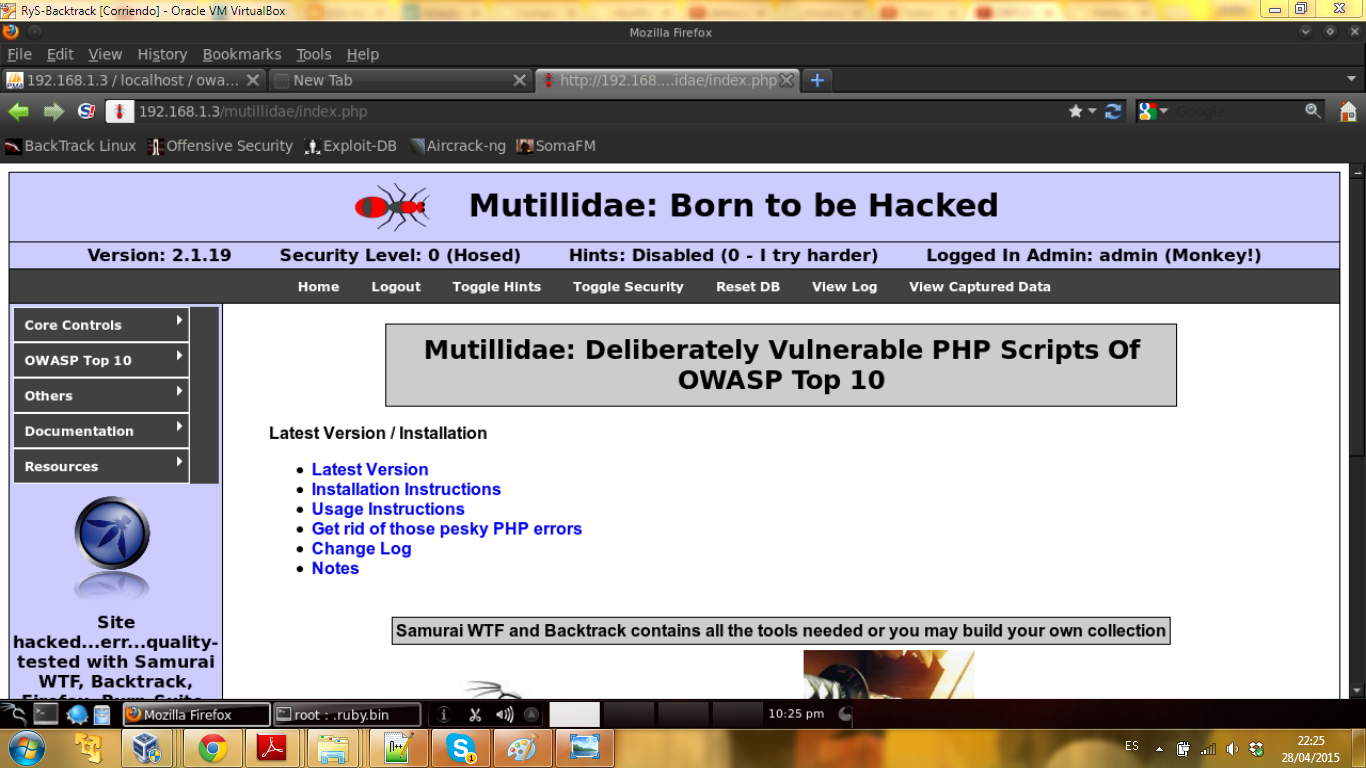 RyS-Backtrack [Corriendo] - Oracle VM VirtualBox
Mozilla Firefox
File Edit View History Bookmarks Tools Help
192.168.1.3 / localhost / owa... New Tab http://192.168....idae/index.php
192.168.1.3/mutillidae/index.php Google
BackTrack Linux Offensive Security Exploit-DB Aircrack-ng SomaFM
Mutillidae: Born to be Hacked
Version: 2.1.19 Security Level: 0 (Hosed) Hints: Disabled (0 - I try harder) Logged In Admin: admin (Monkey!)
Home Logout Toggle Hints Toggle Security Reset DB View Log View Captured Data
Core Controls
OWASP Top 10
Others
Documentation
Resources
Site
hacked...err...quality-
tested with Samurai
WTF, Backtrack,
Firefox, Burp-Suite,
Mutillidae: Deliberately Vulnerable PHP Scripts Of
OWASP Top 10
Latest Version / Installation
Latest Version
Installation Instructions
Usage Instructions
Get rid of those pesky PHP errors
Change Log
Notes
Samurai WTF and Backtrack contains all the tools needed or you may build your own collection
Mozilla Firefox root : .ruby.bin 10:25 pm
ES 22:25
28/04/2015